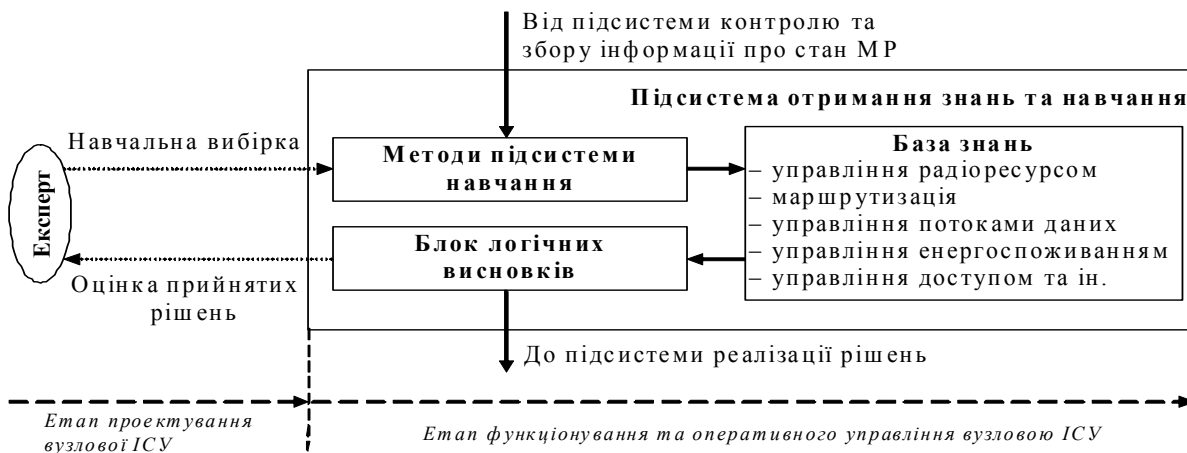 Від підсистеми контролю та
збору інформації про стан МР
Підсистема отримання знань та навчання
Навчальна вибірка
Методи підсистеми
навчання
База знань
– управління радіоресурсом
– маршрутизація
– управління потоками даних
– управління енергоспоживанням
– управління доступом та ін.
Експерт
Блок логічних
висновків
Оцінка прийнятих
рішень
До підсистеми реалізації рішень
Етап проектування
вузлової ІСУ
Етап функціонування та оперативного управління вузловою ІСУ